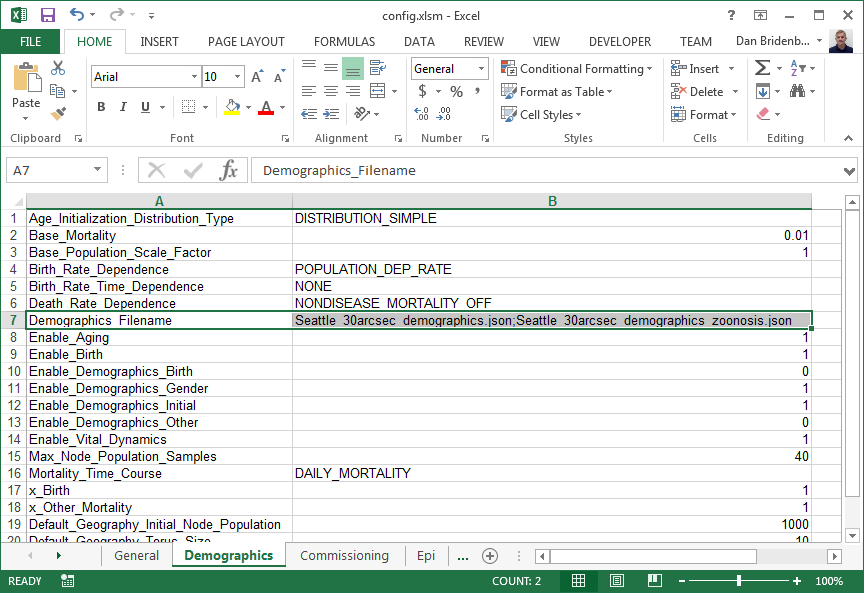 config.xlsm - Excel
?
FILE HOME INSERT PAGE LAYOUT FORMULAS DATA REVIEW VIEW DEVELOPER TEAM Dan Bridenb...
Paste
Arial 10
B I U A
General
$ % ,
Conditional Formatting
Format as Table
Cell Styles
Insert
Delete
Format
Clipboard Font Alignment Number Styles Cells Editing
A7 fx Demographics_Filename
A B
1 Age_Initialization_Distribution_Type DISTRIBUTION_SIMPLE
2 Base_Mortality 0.01
3 Base_Population_Scale_Factor 1
4 Birth_Rate_Dependence POPULATION_DEP_RATE
5 Birth_Rate_Time_Dependence NONE
6 Death_Rate_Dependence NONDISEASE_MORTALITY_OFF
7 Demographics_Filename Seattle_30arcsec_demographics.json;Seattle_30arcsec_demographics_zoonosis.json
8 Enable_Aging 1
9 Enable_Birth 1
10 Enable_Demographics_Birth 0
11 Enable_Demographics_Gender 1
12 Enable_Demographics_Initial 1
13 Enable_Demographics_Other 0
14 Enable_Vital_Dynamics 1
15 Max_Node_Population_Samples 40
16 Mortality_Time_Course DAILY_MORTALITY
17 x_Birth 1
18 x_Other_Mortality 1
19 Default_Geography_Initial_Node_Population 1000
20 Default_Geography_Torus_Size 10
General Demographics Commissioning Epi ...
READY COUNT: 2 100%